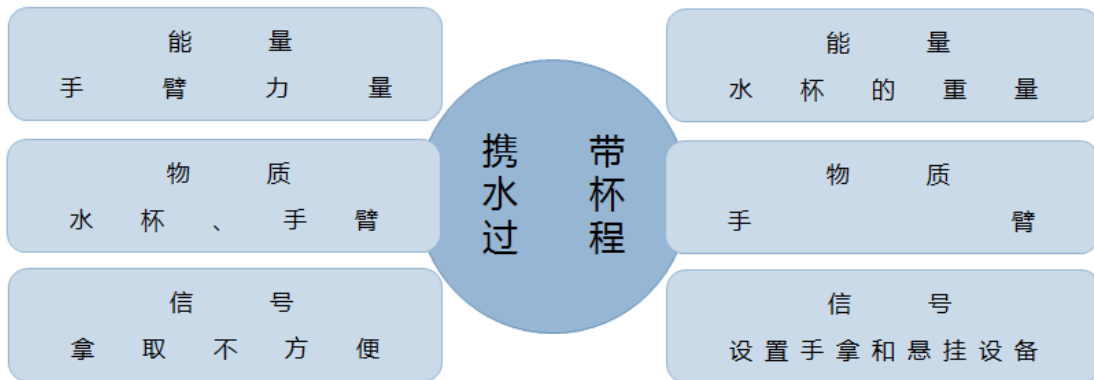 能量
手臂力量
物质
水杯、手臂
信号
拿取不方便
携带
水杯
过程
能量
水杯的重量
物质
手臂
信号
设置手拿和悬挂设备